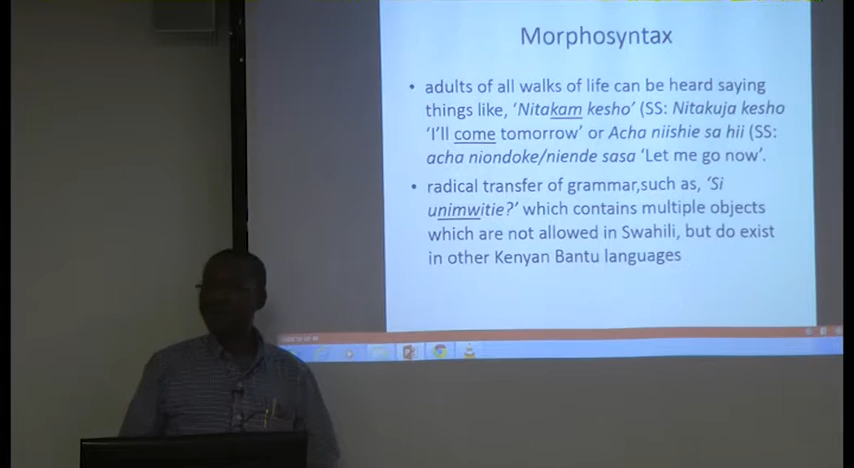 Morphosyntax
• adults of all walks of life can be heard saying
things like, ‘Nitakam kesho’ (SS: Nitakuja kesho
‘I’ll come tomorrow’ or Acha niishie sa hii (SS:
acha niondoke/niende sasa ‘Let me go now’.
• radical transfer of grammar,such as, ‘Si
unimwitie?’ which contains multiple objects
which are not allowed in Swahili, but do exist
in other Kenyan Bantu languages